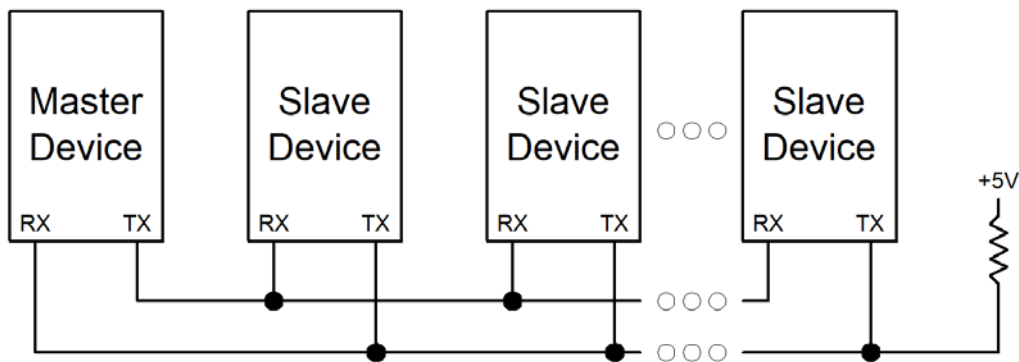 Master
Device
Slave
Device
Slave
Device
Slave
Device
+5V
RX TX
RX TX
RX TX
RX TX